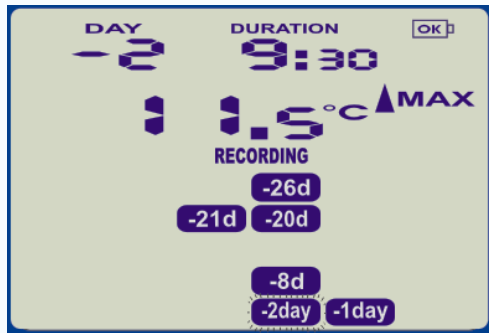 DAY DURATION OK
-2 9:30
11.5°C MAX
RECORDING
-26d
-21d -20d
-8d
-2day -1day